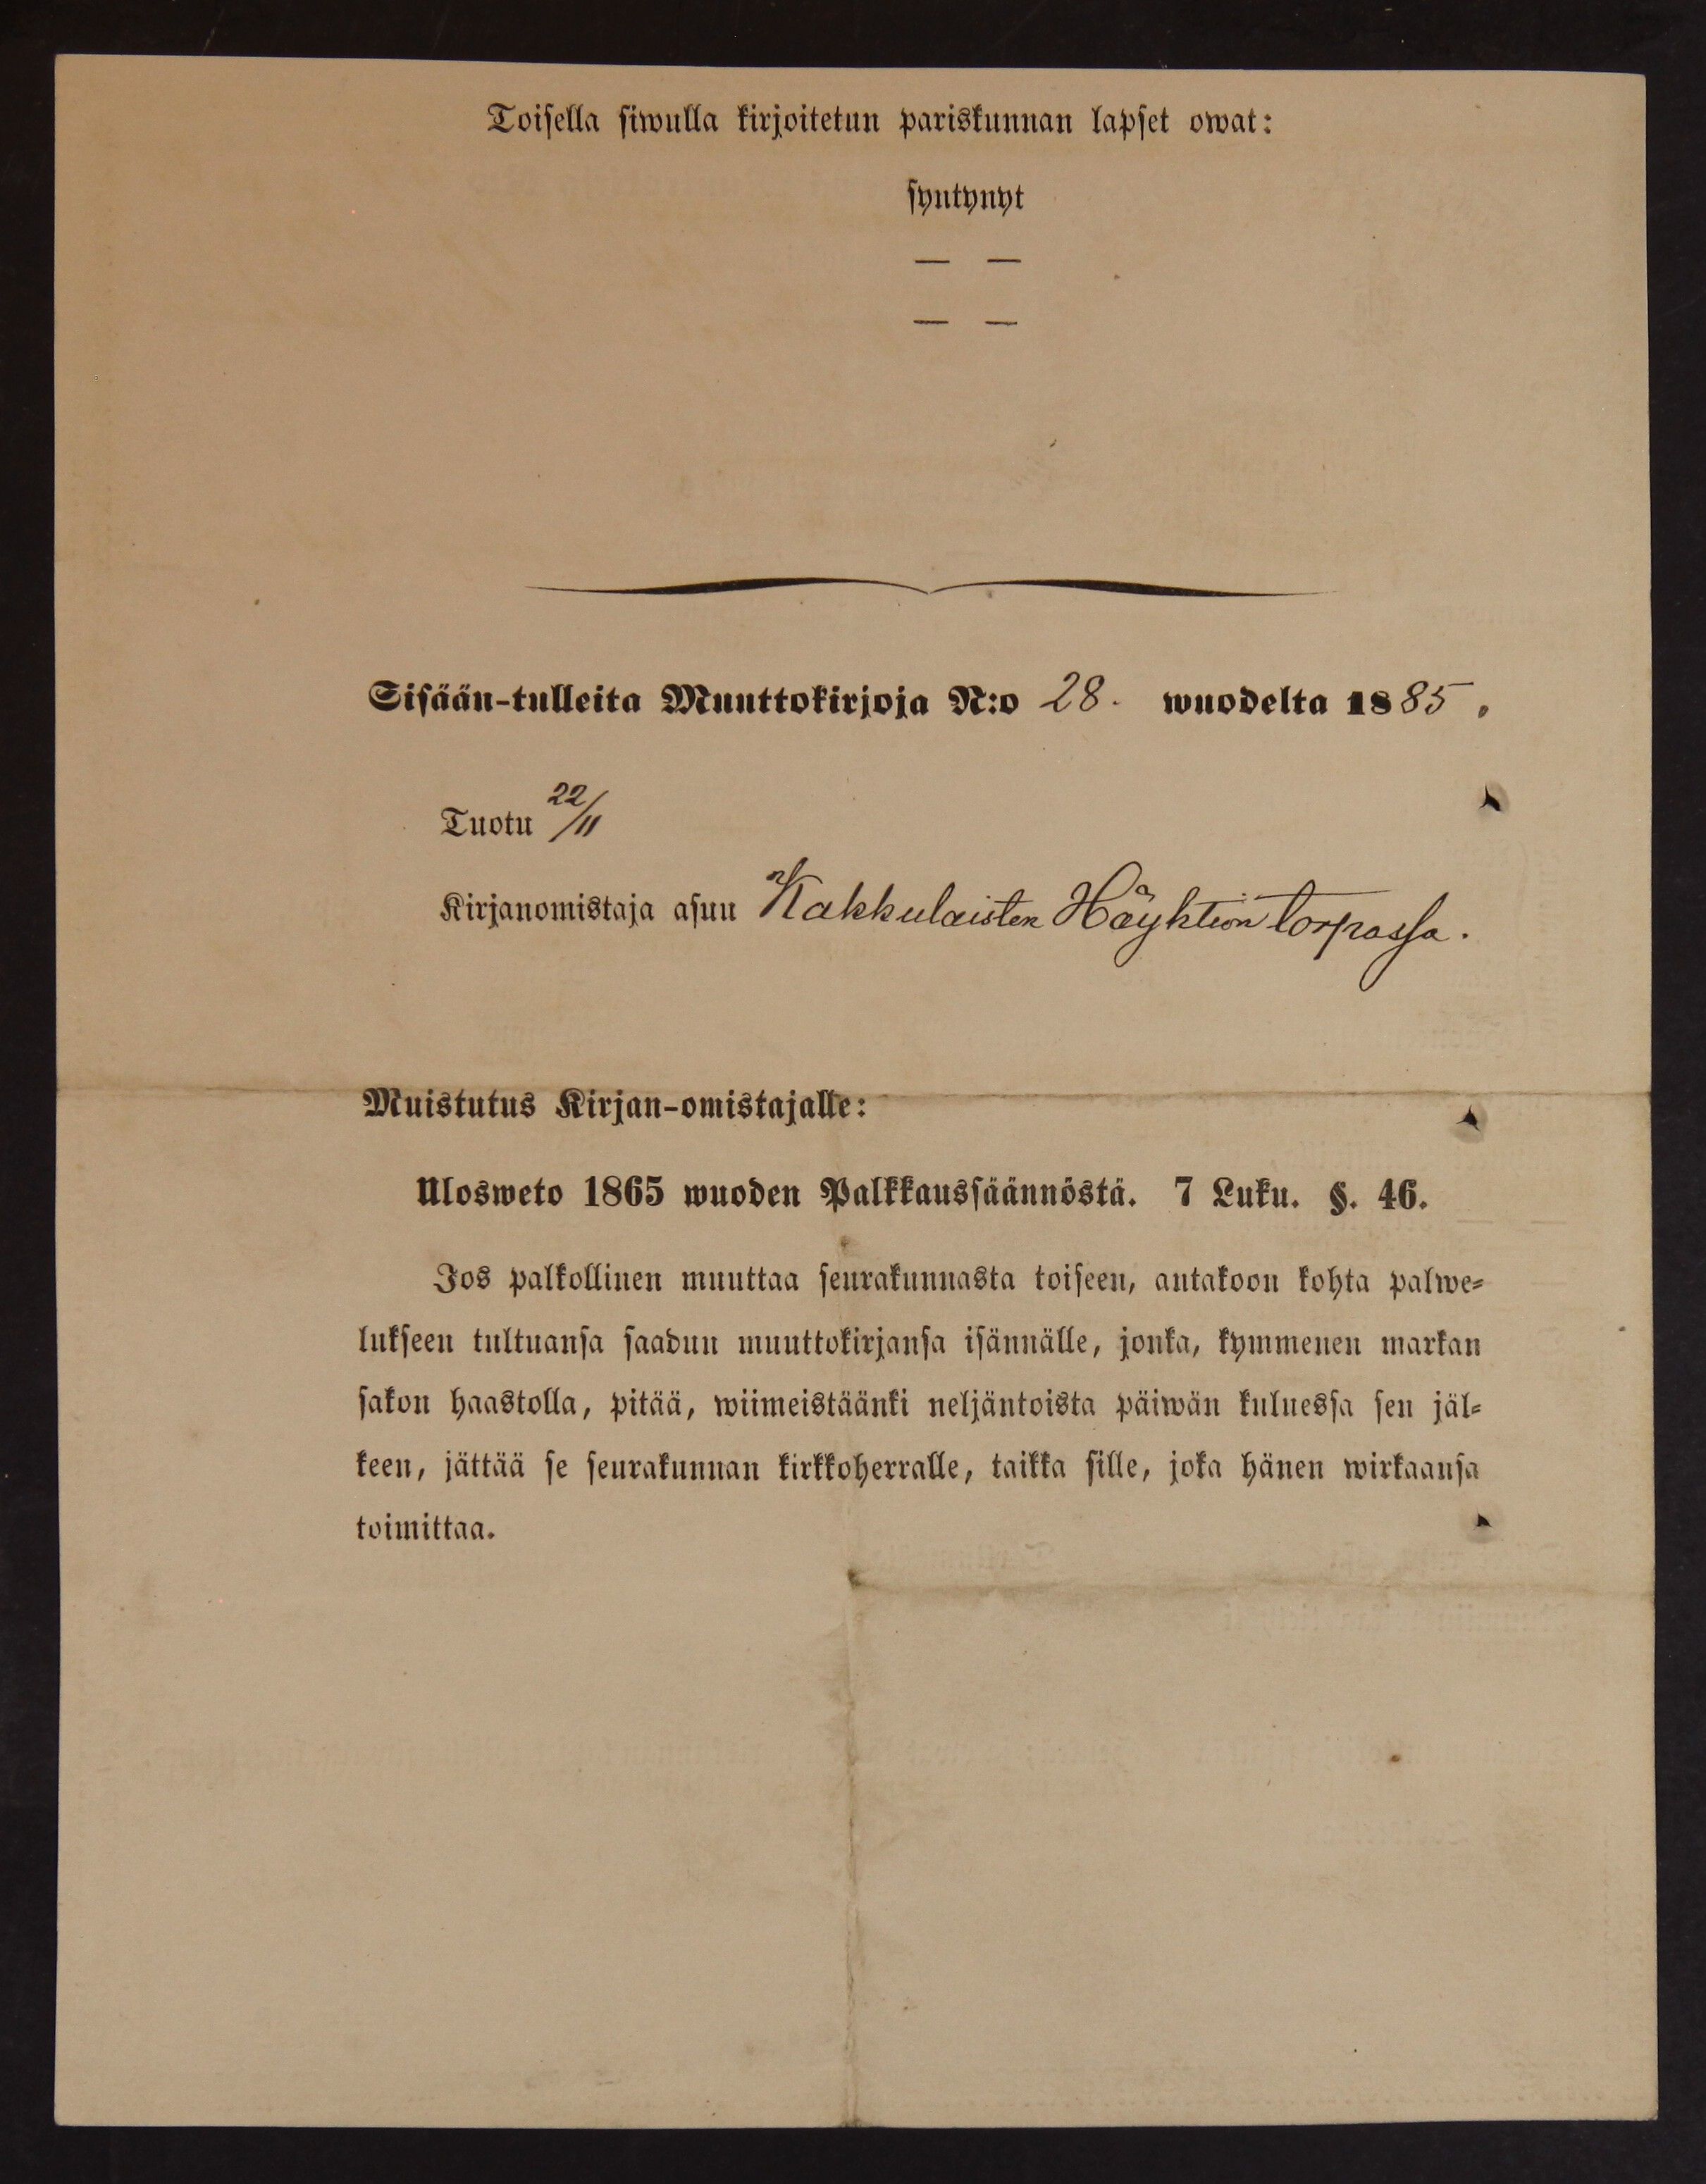 Toisella siwulla kirjoitetun pariskunnan lapset owat:
syntynyt
— —
— —
Sisään-tulleita Muuttokirjoja N:o 28. wuodelta 1885.
Tuotu 22/11
Kirjanomistaja asuu Kakkulaisten Häyhtiön torpassa.
Muistutus Kirjan-omistajalle:
Ulosweto 1865 wuoden Palkkaussäännöstä. 7 Luku. §. 46.
Jos palkollinen muuttaa seurakunnasta toiseen, antakoon kohta palwe-
lukseen tultuansa saadun muuttokirjansa isännälle, jonka, kymmenen markan
sakon haastolla, pitää, wiimeistäänki neljäntoista päiwän kuluessa sen jäl-
keen, jättää se seurakunnan kirkkoherralle, taikka sille, joka hänen wirkaansa
toimittaa.